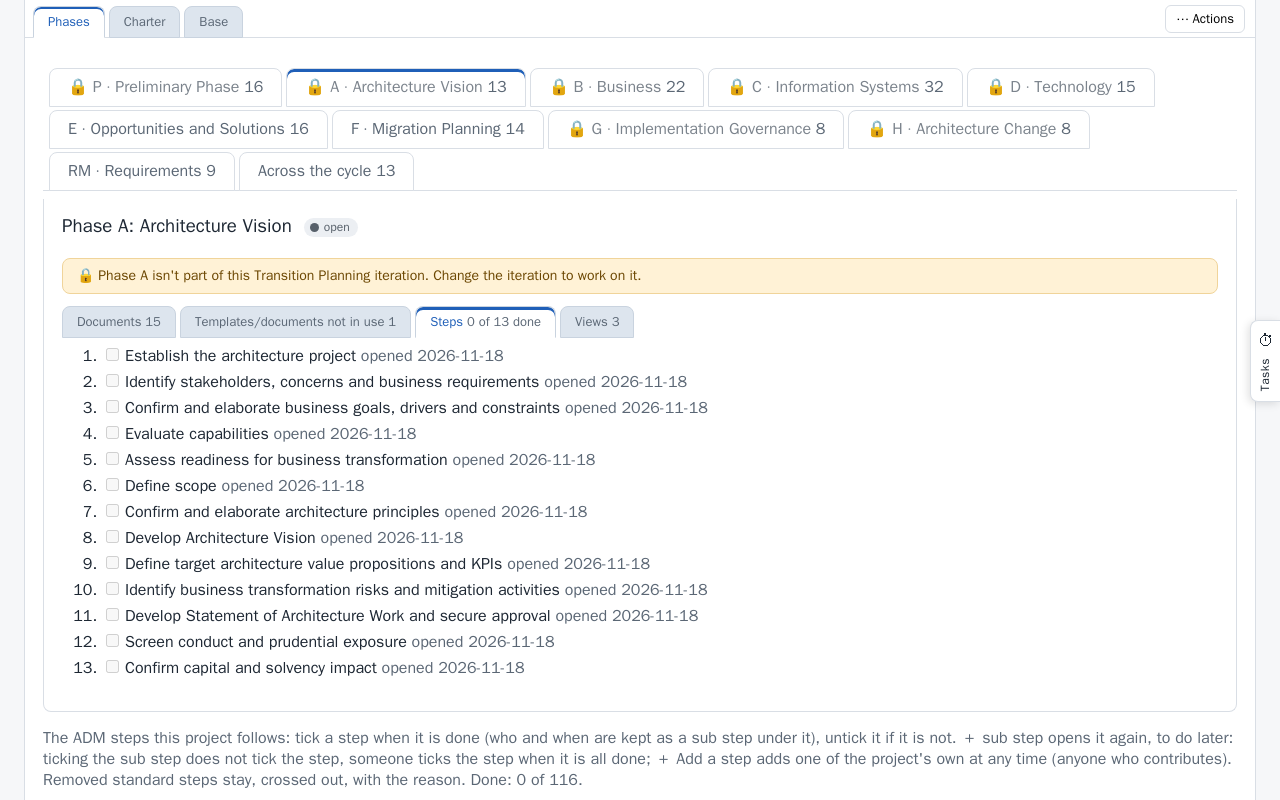 Phases
Charter
Base
··· Actions
🔒 P · Preliminary Phase 16
🔒 A · Architecture Vision 13
🔒 B · Business 22
🔒 C · Information Systems 32
🔒 D · Technology 15
E · Opportunities and Solutions 16
F · Migration Planning 14
🔒 G · Implementation Governance 8
🔒 H · Architecture Change 8
RM · Requirements 9
Across the cycle 13
Phase A: Architecture Vision
open
🔒 Phase A isn't part of this Transition Planning iteration. Change the iteration to work on it.
Documents 15
Templates/documents not in use 1
Steps 0 of 13 done
Views 3
1. Establish the architecture project opened 2026-11-18
2. Identify stakeholders, concerns and business requirements opened 2026-11-18
3. Confirm and elaborate business goals, drivers and constraints opened 2026-11-18
4. Evaluate capabilities opened 2026-11-18
5. Assess readiness for business transformation opened 2026-11-18
6. Define scope opened 2026-11-18
7. Confirm and elaborate architecture principles opened 2026-11-18
8. Develop Architecture Vision opened 2026-11-18
9. Define target architecture value propositions and KPIs opened 2026-11-18
10. Identify business transformation risks and mitigation activities opened 2026-11-18
11. Develop Statement of Architecture Work and secure approval opened 2026-11-18
12. Screen conduct and prudential exposure opened 2026-11-18
13. Confirm capital and solvency impact opened 2026-11-18
Tasks
The ADM steps this project follows: tick a step when it is done (who and when are kept as a sub step under it), untick it if it is not. + sub step opens it again, to do later:
ticking the sub step does not tick the step, someone ticks the step when it is all done; + Add a step adds one of the project's own at any time (anyone who contributes).
Removed standard steps stay, crossed out, with the reason. Done: 0 of 116.